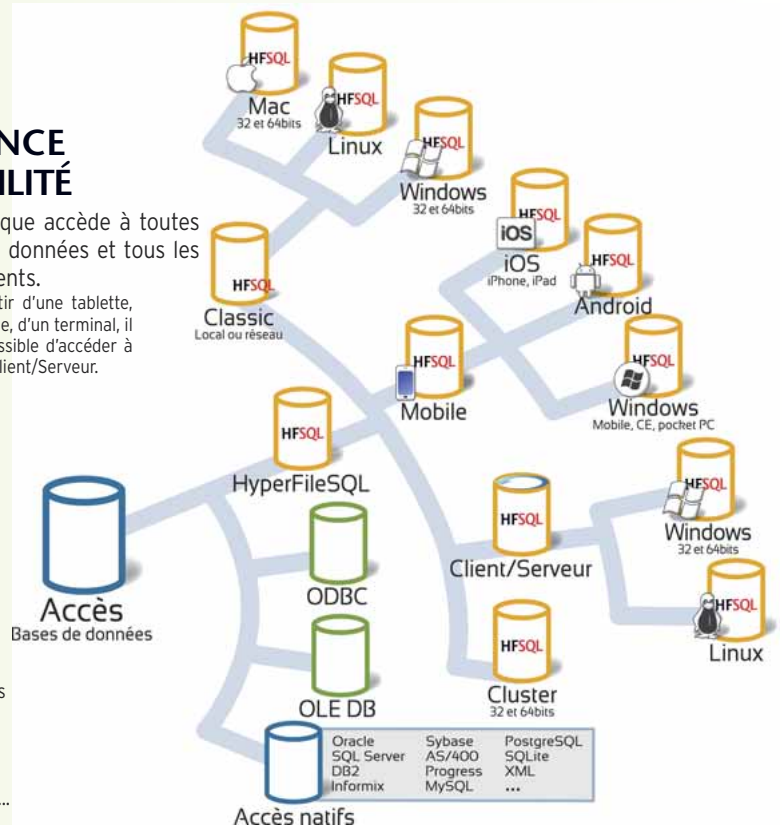 HFSQL
Mac
32 et 64bits
HFSQL
Linux
HFSQL
Windows
32 et 64bits
NCE
ILITÉ
que accède à toutes
données et tous les
ents.
tir d'une tablette,
e, d'un terminal, il
ssible d'accéder à
lient/Serveur.
HFSQL
Classic
Local ou réseau
HFSQL
iOS
iOS
iPhone, iPad
HFSQL
Android
HFSQL
Windows
Mobile, CE, pocket PC
HFSQL
Mobile
HFSQL
HyperFileSQL
Accès
Bases de données
ODBC
OLE DB
HFSQL
Client/Serveur
HFSQL
Windows
32 et 64bits
HFSQL
Linux
HFSQL
Cluster
32 et 64bits
s
...
Accès natifs
Oracle Sybase PostgreSQL
SQL Server AS/400 SQLite
DB2 Progress XML
Informix MySQL ...